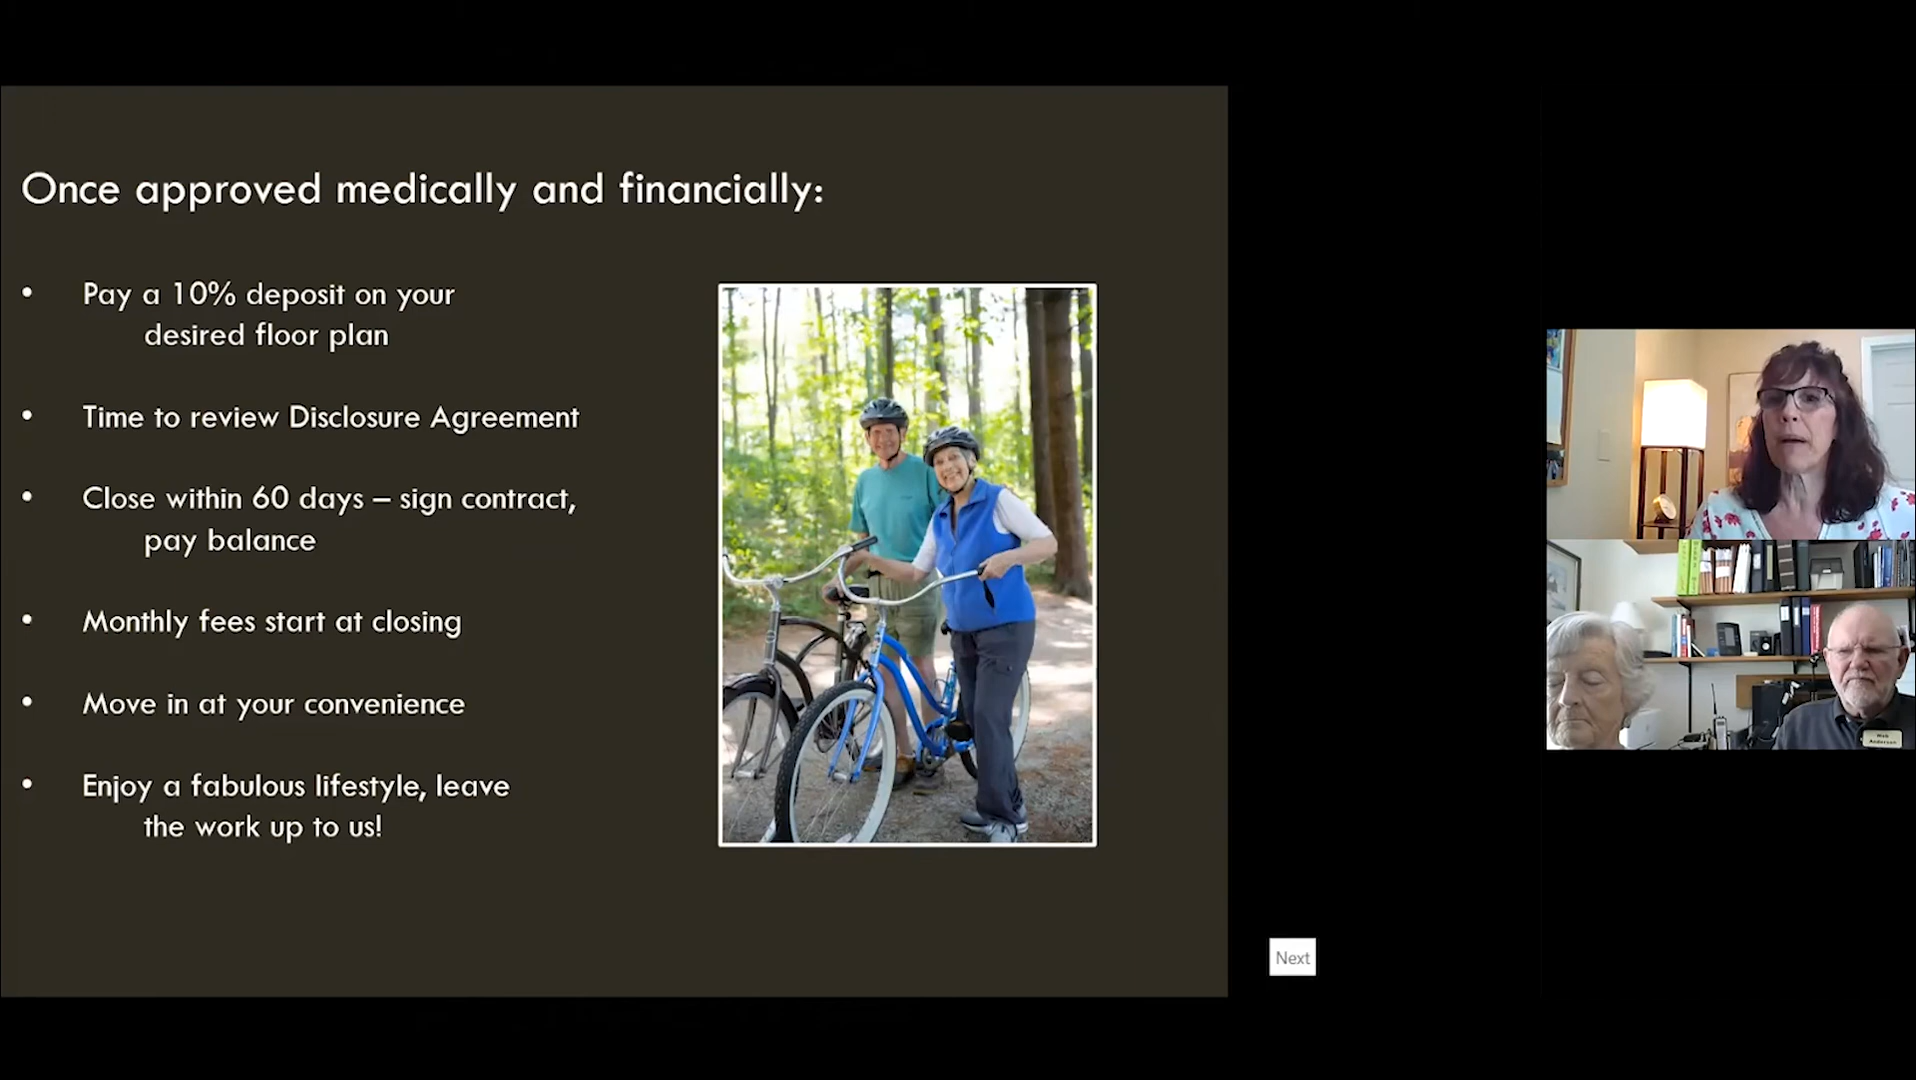 Once approved medically and financially:
• Pay a 10% deposit on your
desired floor plan
• Time to review Disclosure Agreement
• Close within 60 days – sign contract,
pay balance
• Monthly fees start at closing
• Move in at your convenience
• Enjoy a fabulous lifestyle, leave
the work up to us!
Next
Anderson